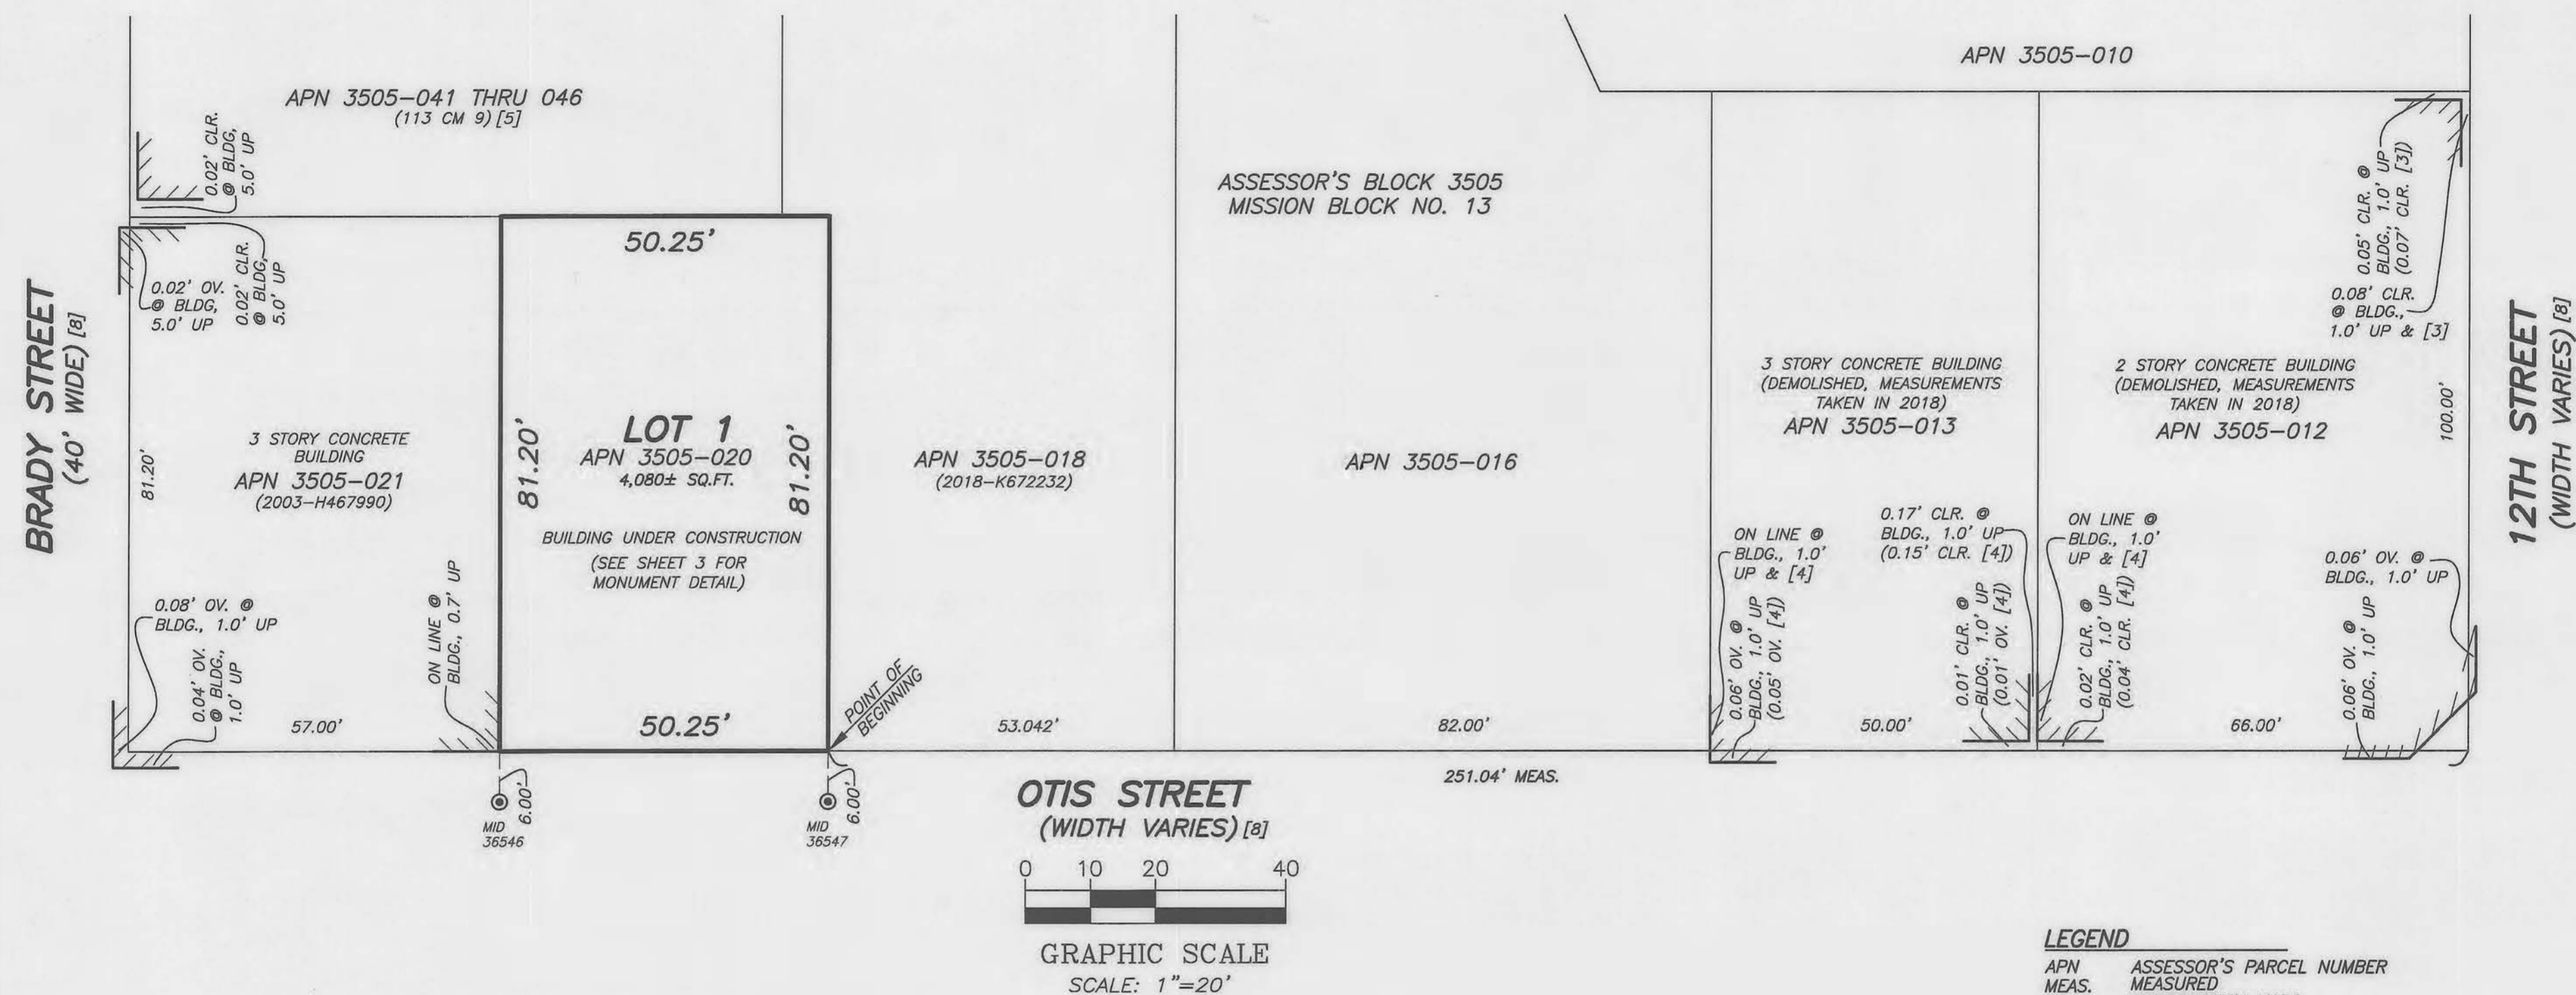 BRADY STREET
(40' WIDE) [8]
APN 3505-041 THRU 046
(113 CM 9) [5]
0.02' CLR.
@ BLDG,
5.0' UP
0.02' OV.
@ BLDG,
5.0' UP
0.02' CLR.
@ BLDG,
5.0' UP
81.20'
3 STORY CONCRETE
BUILDING
APN 3505-021
(2003-H467990)
0.08' OV. @
BLDG., 1.0' UP
0.04' OV.
@ BLDG.,
1.0' UP
57.00'
ON LINE @
BLDG., 0.7' UP
50.25'
81.20'
LOT 1
APN 3505-020
4,080± SQ.FT.
81.20'
BUILDING UNDER CONSTRUCTION
(SEE SHEET 3 FOR
MONUMENT DETAIL)
50.25'
POINT OF
BEGINNING
6.00'
MID
36546
6.00'
MID
36547
APN 3505-018
(2018-K672232)
53.042'
ASSESSOR'S BLOCK 3505
MISSION BLOCK NO. 13
APN 3505-016
82.00'
251.04' MEAS.
APN 3505-010
3 STORY CONCRETE BUILDING
(DEMOLISHED, MEASUREMENTS
TAKEN IN 2018)
APN 3505-013
ON LINE @
BLDG., 1.0'
UP & [4]
0.06' OV. @
BLDG., 1.0' UP
(0.05' OV. [4])
0.17' CLR. @
BLDG., 1.0' UP
(0.15' CLR. [4])
0.01' CLR. @
BLDG., 1.0' UP
(0.01' OV. [4])
50.00'
2 STORY CONCRETE BUILDING
(DEMOLISHED, MEASUREMENTS
TAKEN IN 2018)
APN 3505-012
ON LINE @
BLDG., 1.0'
UP & [4]
0.02' CLR. @
BLDG., 1.0' UP
(0.04' CLR. [4])
66.00'
0.05' CLR. @
BLDG., 1.0' UP
(0.07' CLR. [3])
0.08' CLR.
@ BLDG.,
1.0' UP & [3]
100.00'
0.06' OV. @
BLDG., 1.0' UP
0.06' OV. @
BLDG., 1.0' UP
12TH STREET
(WIDTH VARIES) [8]
OTIS STREET
(WIDTH VARIES) [8]
0 10 20 40
GRAPHIC SCALE
SCALE: 1"=20'
LEGEND
APN ASSESSOR'S PARCEL NUMBER
MEAS. MEASURED